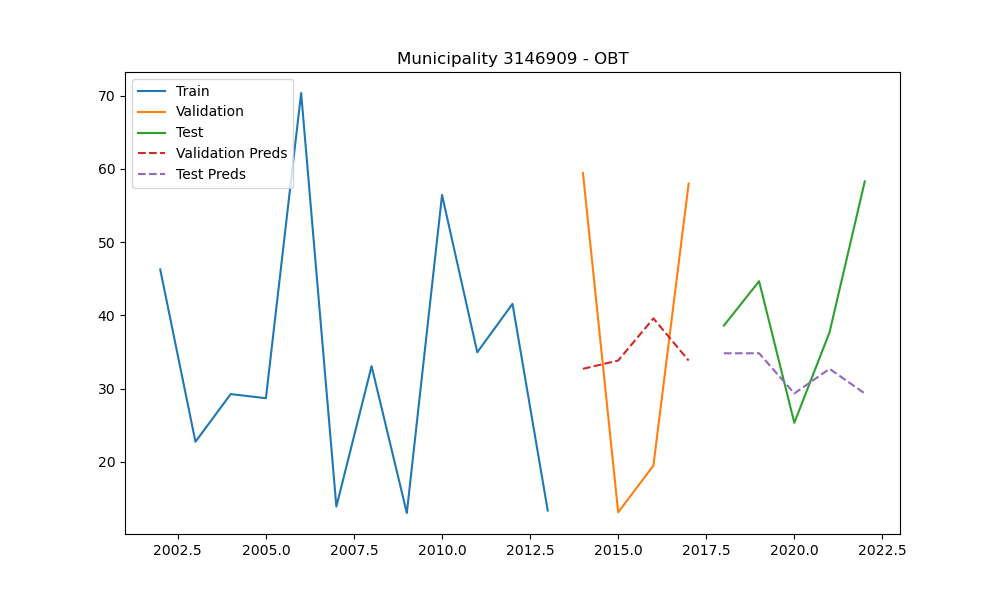 Municipality 3146909 - OBT
Train
Validation
Test
Validation Preds
Test Preds
70
60
50
40
30
20
2002.5 2005.0 2007.5 2010.0 2012.5 2015.0 2017.5 2020.0 2022.5